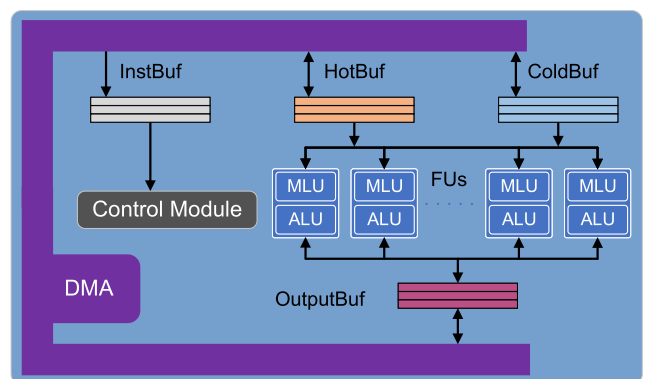 InstBuf
HotBuf
ColdBuf
MLU
MLU
FUs
MLU
MLU
ALU
ALU
ALU
ALU
Control Module
DMA
OutputBuf